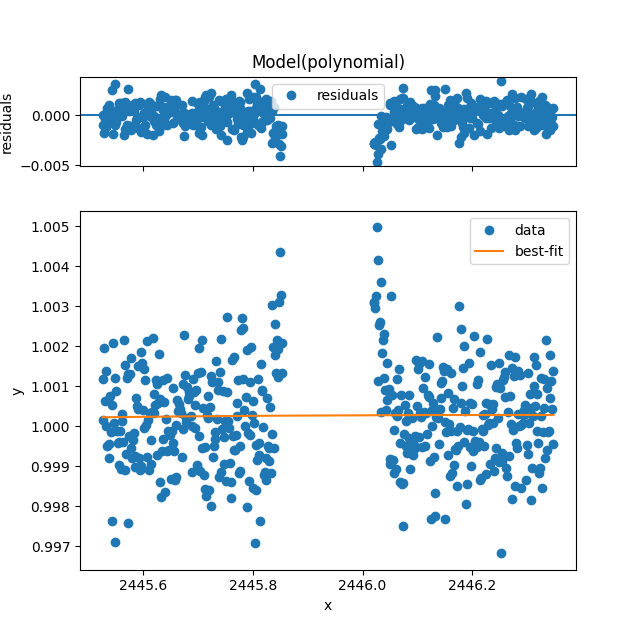 Model(polynomial)
residuals
0.000
−0.005
residuals
1.005
1.004
1.003
1.002
1.001
1.000
0.999
0.998
0.997
y
data
best-fit
2445.6
2445.8
2446.0
2446.2
x